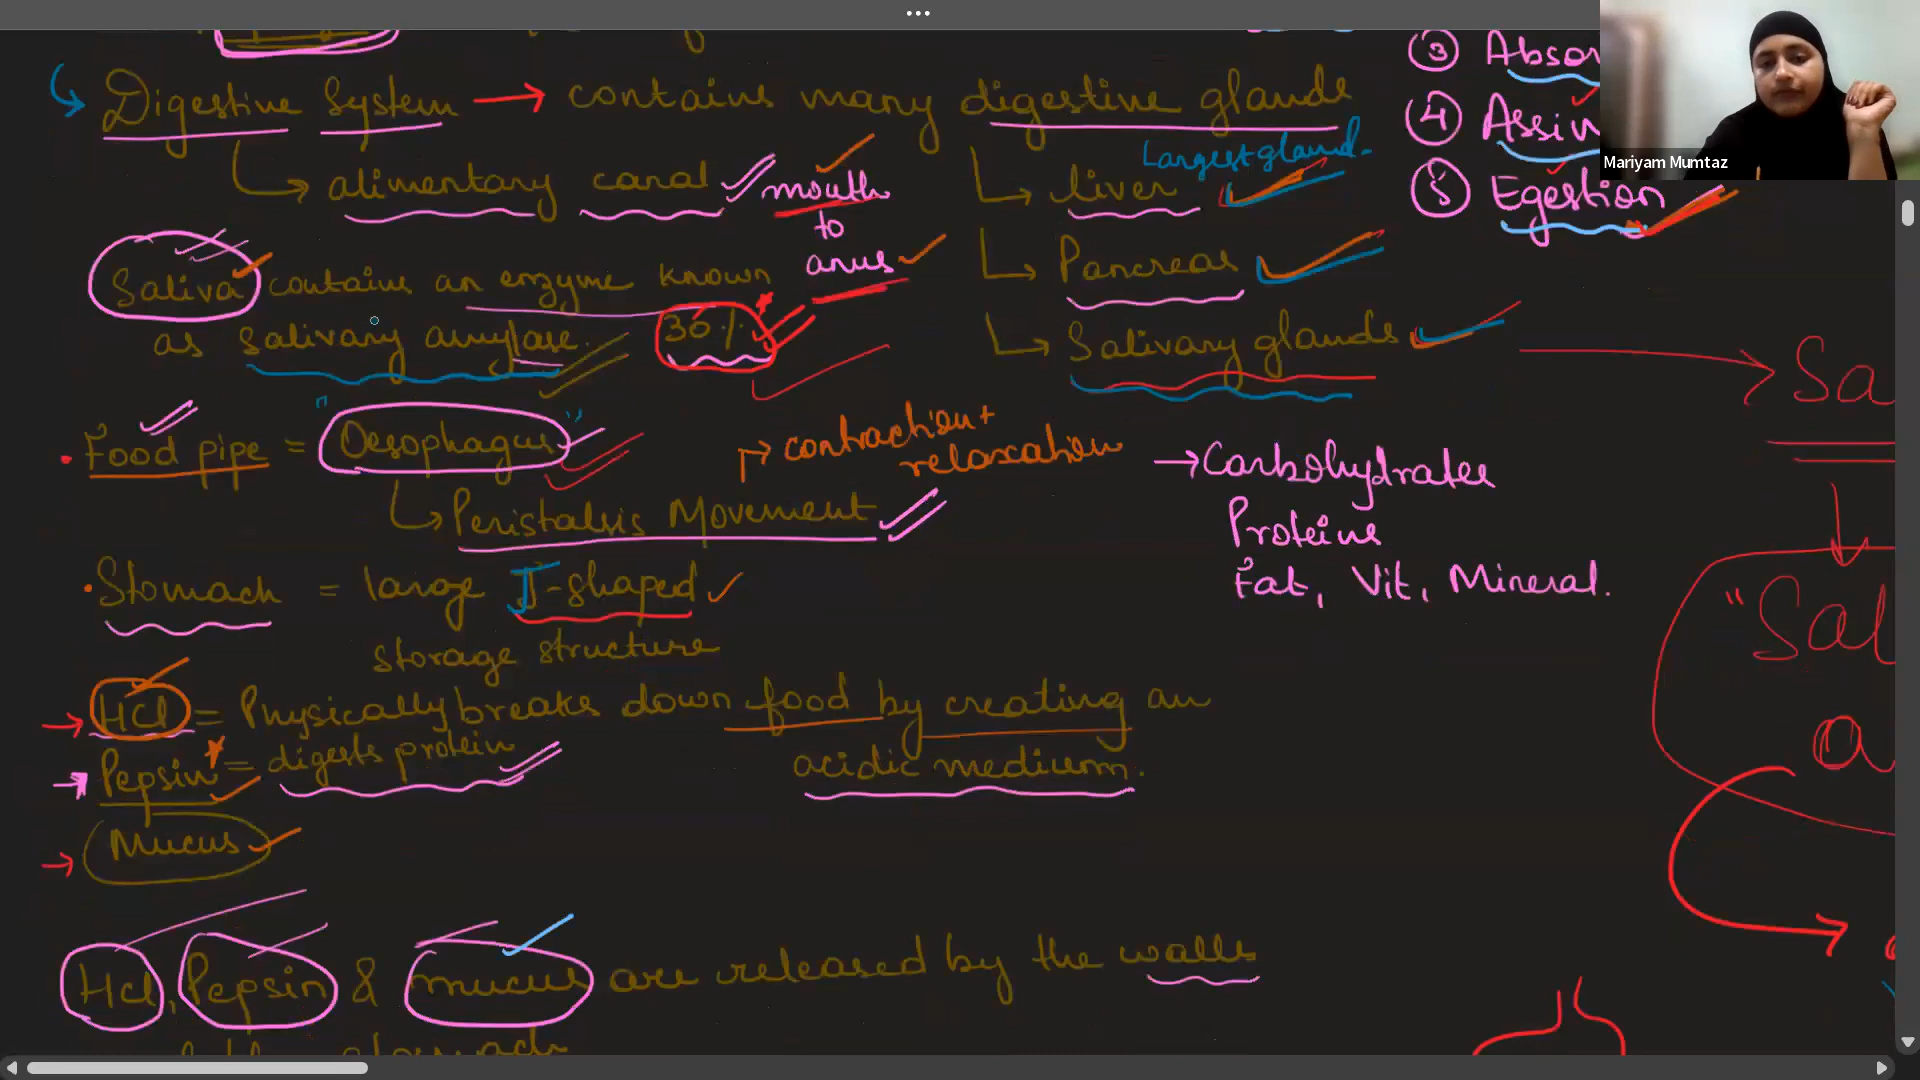 ③ Absor
Digestive System → contains many digestive glands
④ Assim
Largest gland.
↳ alimentary canal mouth
↳ liver
Mariyam Mumtaz
⑤ Egestion
to
anus
↳ Pancreas
Saliva contains an enzyme known
as Salivary amylase. 30%
↳ Salivary glands
→ Sa
• Food pipe = "Oesophagus"
→ contraction +
relaxation
→ Carbohydrates
↳ Peristalsis Movement
Proteins
• Stomach = large J-shaped
Fat, Vit, Mineral.
storage structure
"Sal
→ HCl = Physically breaks down food by creating an
a
→ Pepsin = digests protein
acidic medium.
→ Mucus
HCl, Pepsin & mucus are released by the walls